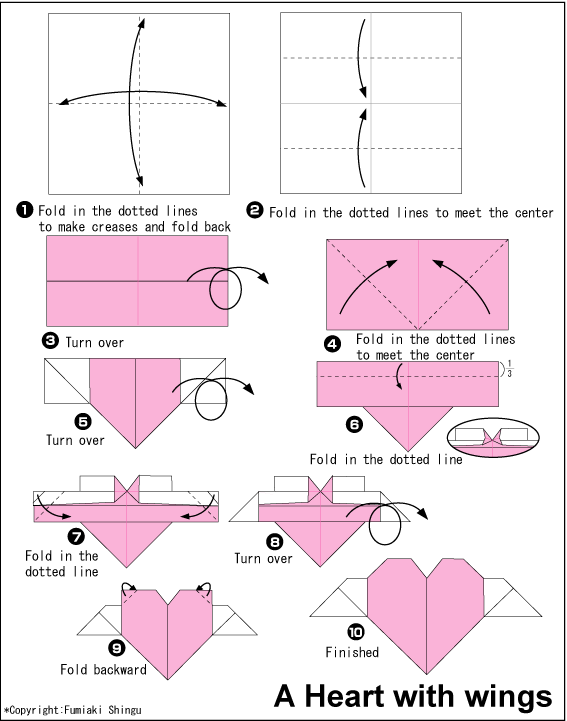 1 Fold in the dotted lines
to make creases and fold back
2 Fold in the dotted lines to meet the center
3 Turn over
4 Fold in the dotted lines
to meet the center
5
Turn over
1/3
6
Fold in the dotted line
7
Fold in the
dotted line
8
Turn over
9
Fold backward
10
Finished
A Heart with wings
*Copyright:Fumiaki Shingu